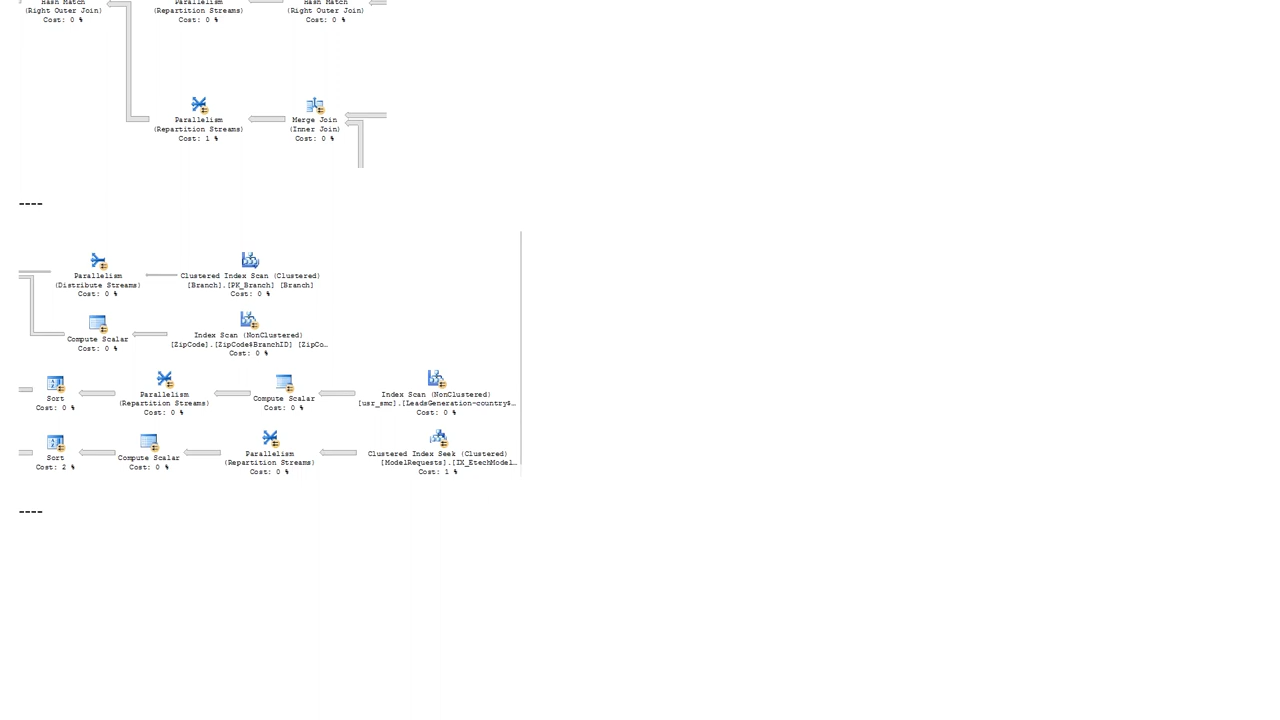 Hash Match
(Right Outer Join)
Cost: 0 %
Parallelism
(Repartition Streams)
Cost: 0 %
Hash Match
(Right Outer Join)
Cost: 0 %
Parallelism
(Repartition Streams)
Cost: 1 %
Merge Join
(Inner Join)
Cost: 0 %
----
Parallelism
(Distribute Streams)
Cost: 0 %
Clustered Index Scan (Clustered)
[Branch].[PK_Branch] [Branch]
Cost: 0 %
Compute Scalar
Cost: 0 %
Index Scan (NonClustered)
[ZipCode].[ZipCode$BranchID] [ZipCo…
Cost: 0 %
Sort
Cost: 0 %
Parallelism
(Repartition Streams)
Cost: 0 %
Compute Scalar
Cost: 0 %
Index Scan (NonClustered)
[usr_smc].[LeadsGeneration-country$…
Cost: 0 %
Sort
Cost: 2 %
Compute Scalar
Cost: 0 %
Parallelism
(Repartition Streams)
Cost: 0 %
Clustered Index Seek (Clustered)
[ModelRequests].[IX_EtechModel…
Cost: 1 %
----